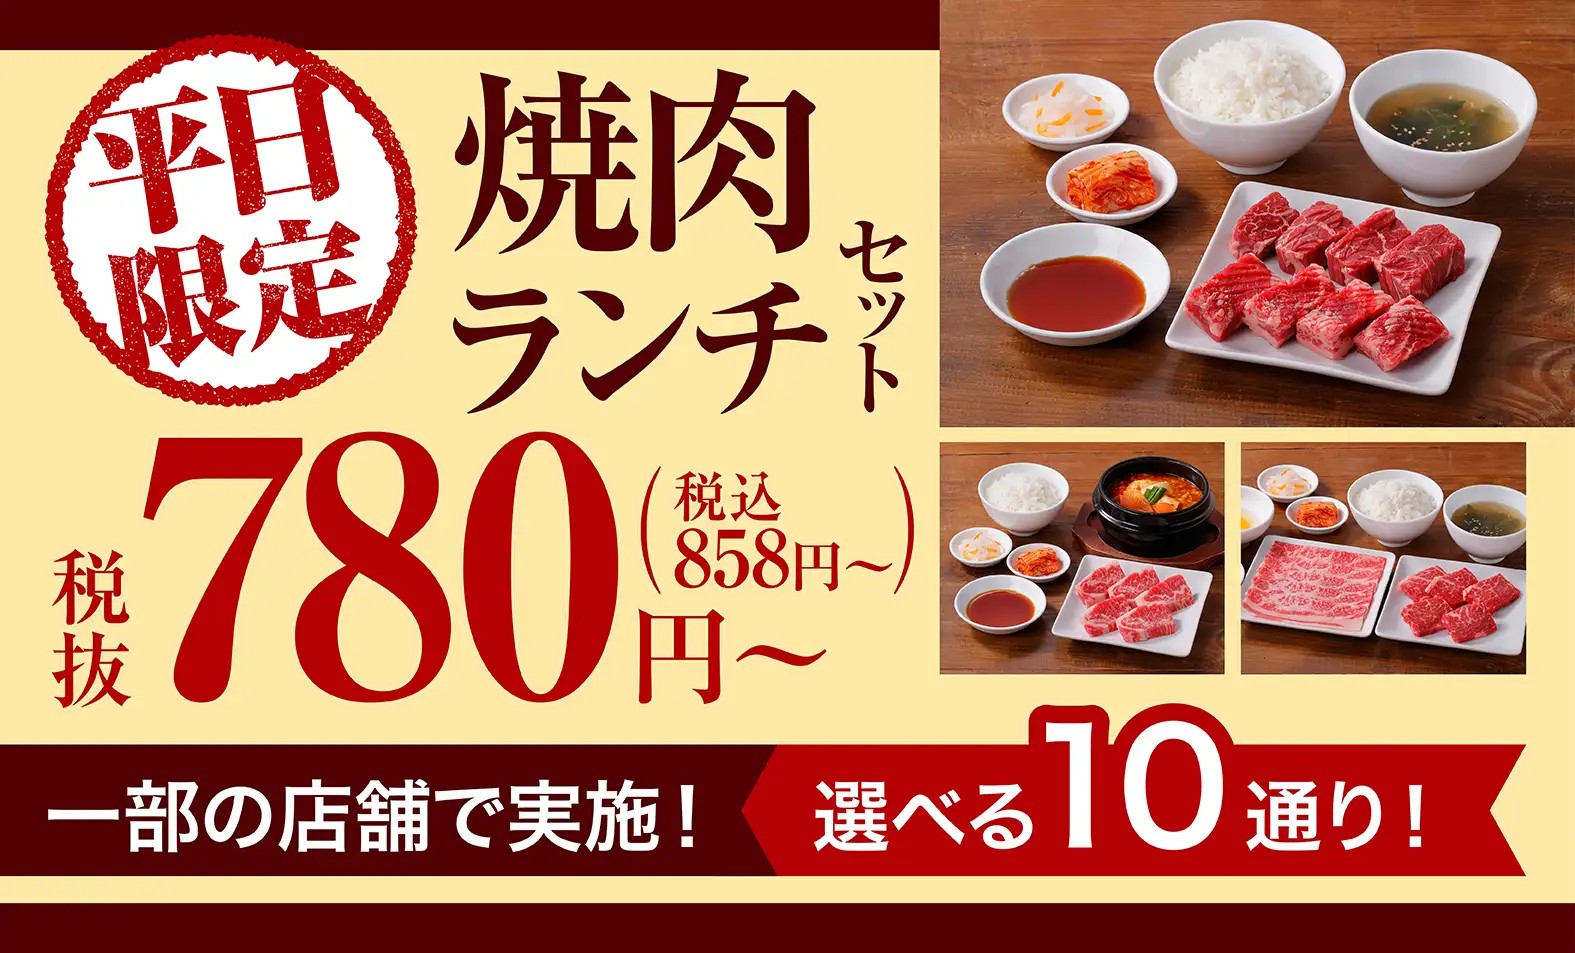 平日
限定
焼肉
ランチ
セット
税抜
780
円～
(税込
858円～)
一部の店舗で実施！
選べる10通り！